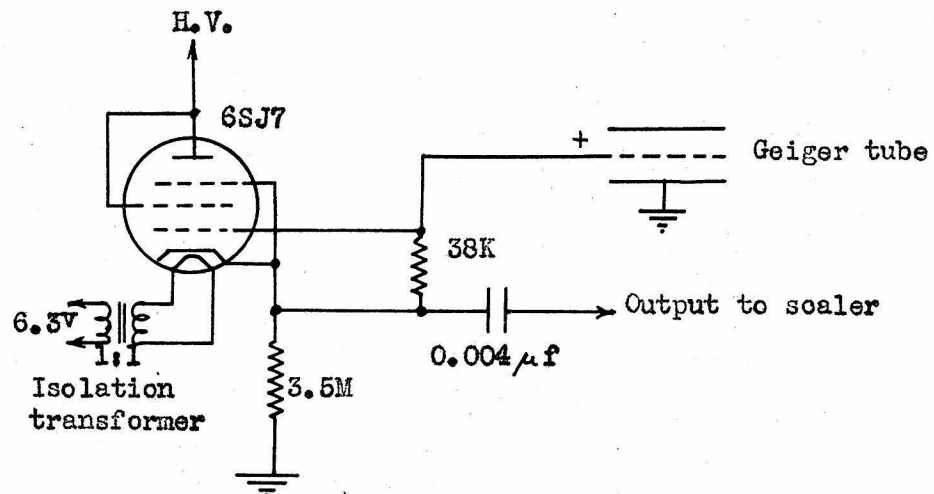 H.V.
6SJ7
+
Geiger tube
38K
Output to scaler
6.3V
1:1
0.004 μf
3.5M
Isolation
transformer